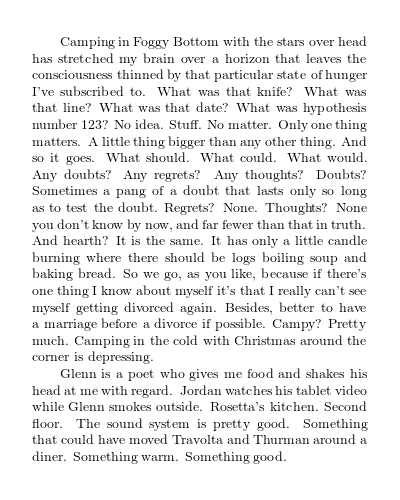 Camping in Foggy Bottom with the stars over head
has stretched my brain over a horizon that leaves the
consciousness thinned by that particular state of hunger
I've subscribed to. What was that knife? What was
that line? What was that date? What was hypothesis
number 123? No idea. Stuff. No matter. Only one thing
matters. A little thing bigger than any other thing. And
so it goes. What should. What could. What would.
Any doubts? Any regrets? Any thoughts? Doubts?
Sometimes a pang of a doubt that lasts only so long
as to test the doubt. Regrets? None. Thoughts? None
you don't know by now, and far fewer than that in truth.
And hearth? It is the same. It has only a little candle
burning where there should be logs boiling soup and
baking bread. So we go, as you like, because if there's
one thing I know about myself it's that I really can't see
myself getting divorced again. Besides, better to have
a marriage before a divorce if possible. Campy? Pretty
much. Camping in the cold with Christmas around the
corner is depressing.
Glenn is a poet who gives me food and shakes his
head at me with regard. Jordan watches his tablet video
while Glenn smokes outside. Rosetta's kitchen. Second
floor. The sound system is pretty good. Something
that could have moved Travolta and Thurman around a
diner. Something warm. Something good.